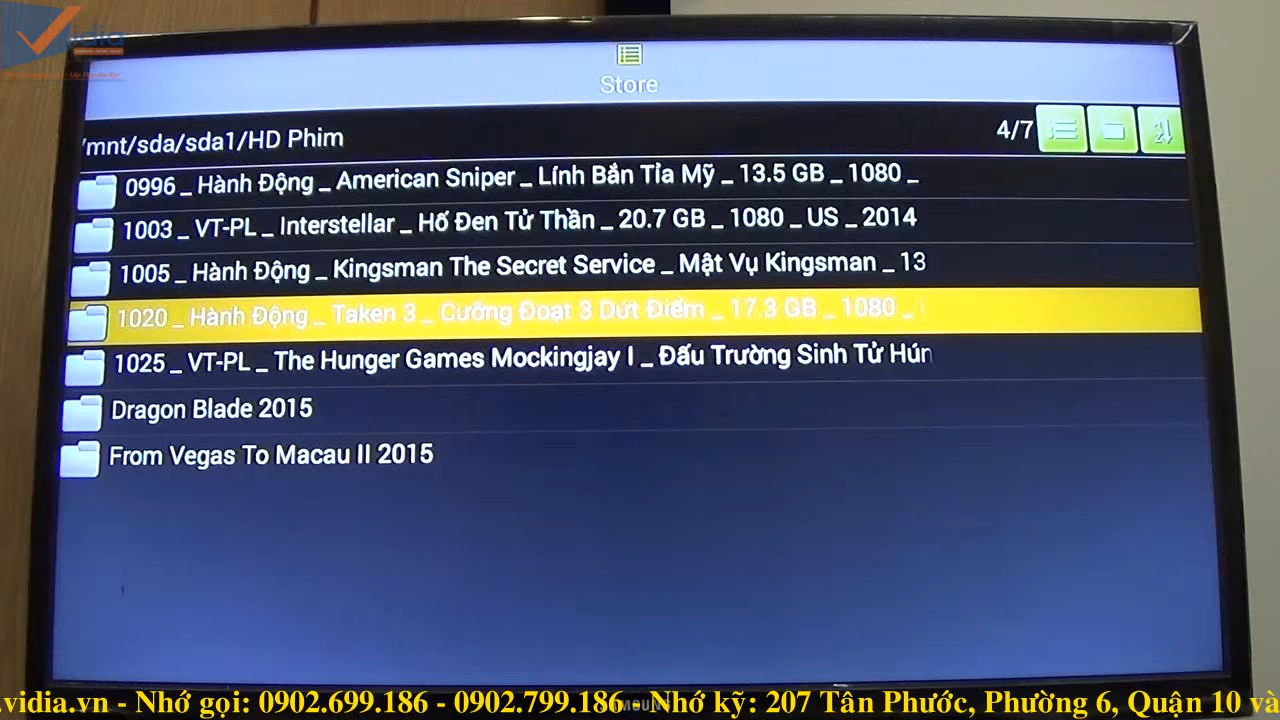 Vidia
Store
/mnt/sda/sda1/HD Phim
4/7
0996 _ Hành Động _ American Sniper _ Lính Bắn Tỉa Mỹ _ 13.5 GB _ 1080 _
1003 _ VT-PL _ Interstellar _ Hố Đen Tử Thần _ 20.7 GB _ 1080 _ US _ 2014
1005 _ Hành Động _ Kingsman The Secret Service _ Mật Vụ Kingsman _ 13
1020 _ Hành Động _ Taken 3 _ Cưỡng Đoạt 3 Dứt Điểm _ 17.3 GB _ 1080 _
1025 _ VT-PL _ The Hunger Games Mockingjay I _ Đấu Trường Sinh Tử Hún
Dragon Blade 2015
From Vegas To Macau II 2015
.vidia.vn - Nhớ gọi: 0902.699.186 - 0902.799.186 - Nhớ kỹ: 207 Tân Phước, Phường 6, Quận 10 và
SAMSUNG